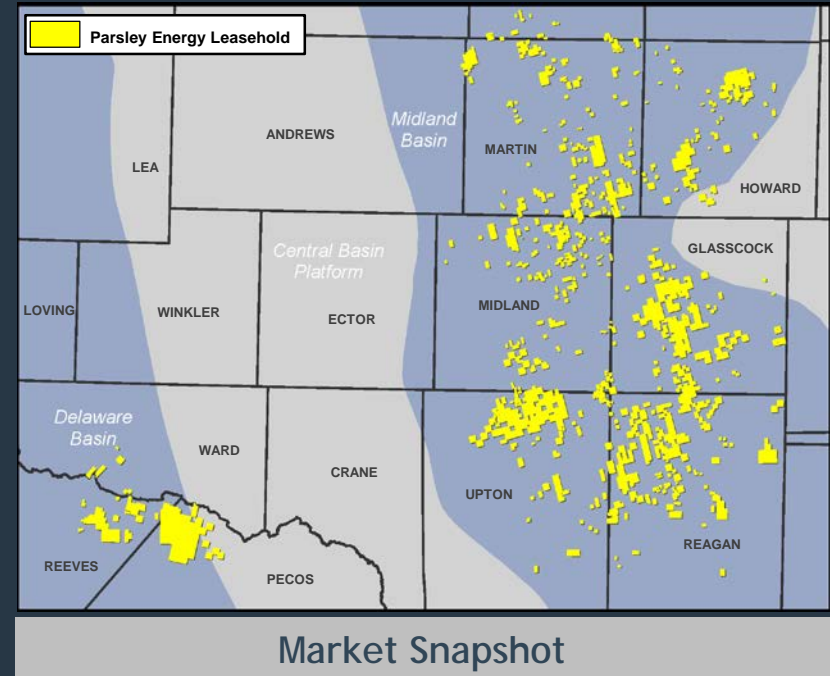 Parsley Energy Leasehold
Midland
Basin
ANDREWS
MARTIN
LEA
HOWARD
Central Basin
Platform
GLASSCOCK
LOVING
WINKLER
ECTOR
MIDLAND
Delaware
Basin
WARD
CRANE
UPTON
REAGAN
REEVES
PECOS
Market Snapshot